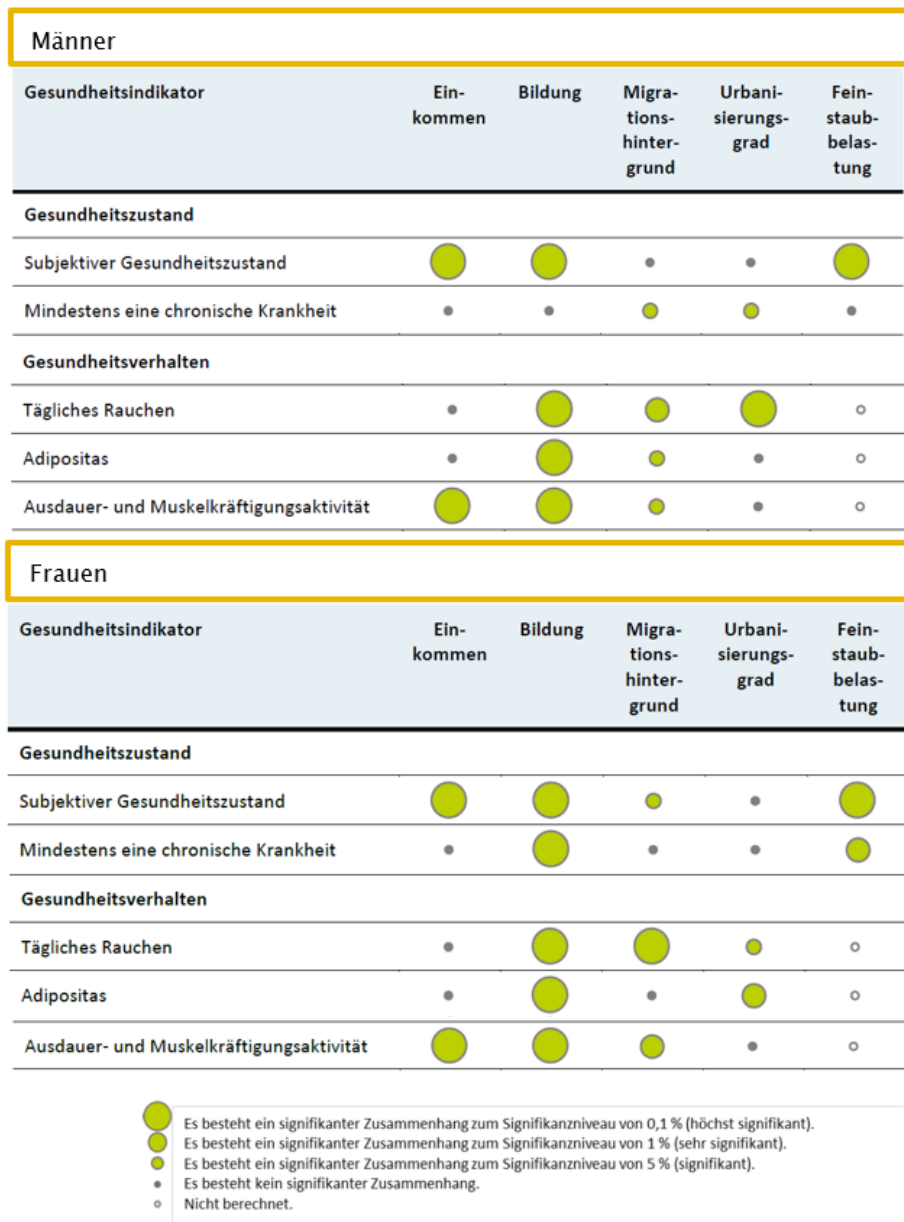 Männer
Gesundheitsindikator
Ein-
kommen
Bildung
Migra-
tions-
hinter-
grund
Urbani-
sierungs-
grad
Fein-
staub-
belas-
tung
Gesundheitszustand
Subjektiver Gesundheitszustand
Mindestens eine chronische Krankheit
Gesundheitsverhalten
Tägliches Rauchen
Adipositas
Ausdauer- und Muskelkräftigungsaktivität
Frauen
Gesundheitsindikator
Ein-
kommen
Bildung
Migra-
tions-
hinter-
grund
Urbani-
sierungs-
grad
Fein-
staub-
belas-
tung
Gesundheitszustand
Subjektiver Gesundheitszustand
Mindestens eine chronische Krankheit
Gesundheitsverhalten
Tägliches Rauchen
Adipositas
Ausdauer- und Muskelkräftigungsaktivität
Es besteht ein signifikanter Zusammenhang zum Signifikanzniveau von 0,1 % (höchst signifikant).
Es besteht ein signifikanter Zusammenhang zum Signifikanzniveau von 1 % (sehr signifikant).
Es besteht ein signifikanter Zusammenhang zum Signifikanzniveau von 5 % (signifikant).
Es besteht kein signifikanter Zusammenhang.
Nicht berechnet.